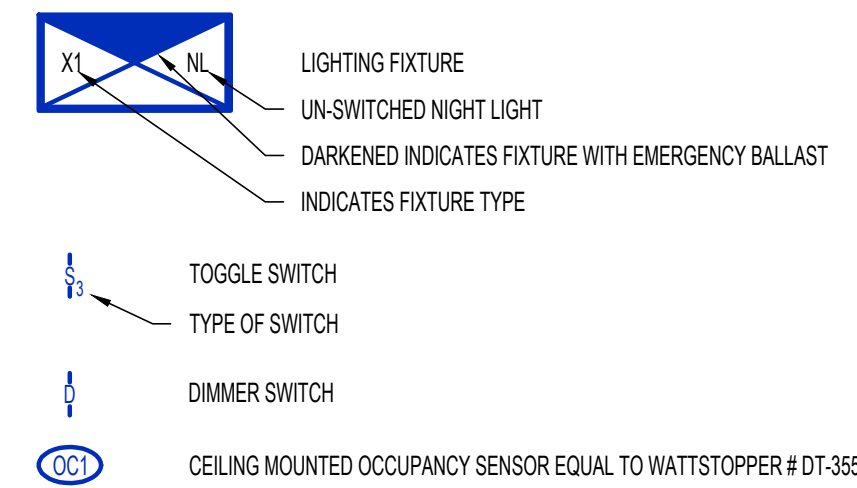 X1 NL LIGHTING FIXTURE
UN-SWITCHED NIGHT LIGHT
DARKENED INDICATES FIXTURE WITH EMERGENCY BALLAST
INDICATES FIXTURE TYPE
S3 TOGGLE SWITCH
TYPE OF SWITCH
D DIMMER SWITCH
OC1 CEILING MOUNTED OCCUPANCY SENSOR EQUAL TO WATTSTOPPER # DT-355